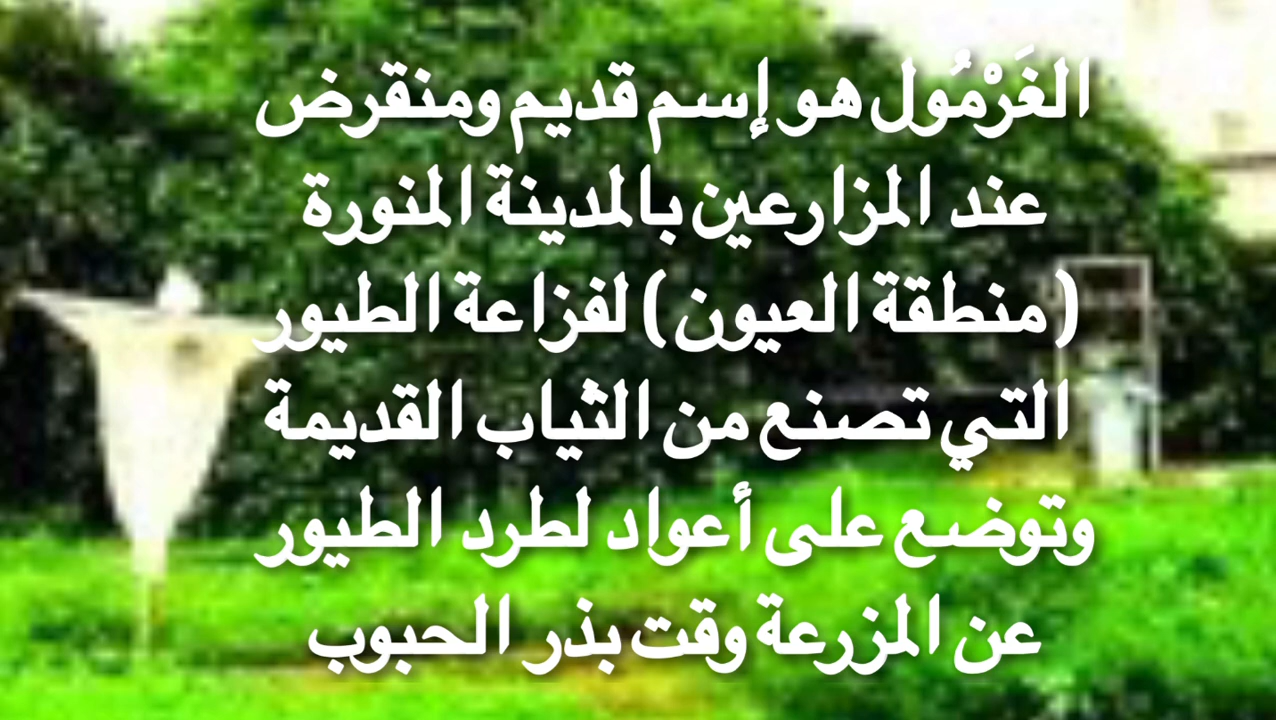 الغَرْمُول هو إسم قديم ومنقرض
عند المزارعين بالمدينة المنورة
( منطقة العيون ) لفزاعة الطيور
التي تصنع من الثياب القديمة
وتوضع على أعواد لطرد الطيور
عن المزرعة وقت بذر الحبوب